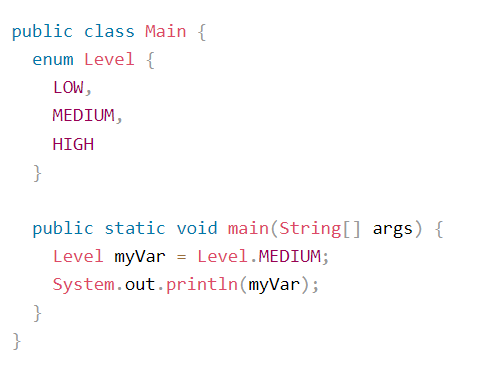 public class Main {
  enum Level {
    LOW,
    MEDIUM,
    HIGH
  }

  public static void main(String[] args) {
    Level myVar = Level.MEDIUM;
    System.out.println(myVar);
  }
}